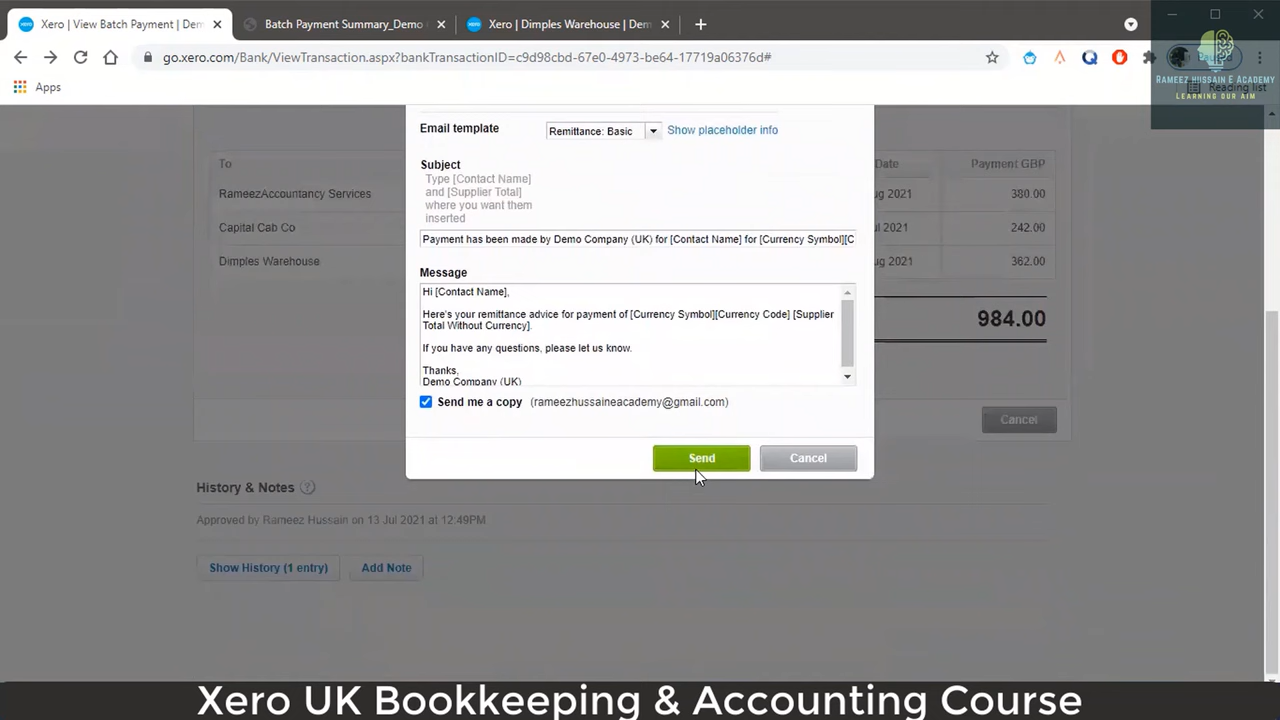 Xero | View Batch Payment | Dem
Batch Payment Summary_Demo
Xero | Dimples Warehouse | Dem
go.xero.com/Bank/ViewTransaction.aspx?bankTransactionID=c9d98cbd-67e0-4973-be64-17719a06376d#
Paused
Apps
Reading list
RAMEEZ HUSSAIN E ACADEMY
LEARNING OUR AIM
Email template
Remittance: Basic
Show placeholder info
Subject
Type [Contact Name]
and [Supplier Total]
where you want them
inserted
Payment has been made by Demo Company (UK) for [Contact Name] for [Currency Symbol][C
Message
Hi [Contact Name],
Here's your remittance advice for payment of [Currency Symbol][Currency Code] [Supplier
Total Without Currency].
If you have any questions, please let us know.
Thanks,
Demo Company (UK)
Send me a copy (rameezhussaineacademy@gmail.com)
Send
Cancel
To
Date
Payment GBP
RameezAccountancy Services
ug 2021
380.00
Capital Cab Co
ug 2021
242.00
Dimples Warehouse
ug 2021
362.00
984.00
Cancel
History & Notes
Approved by Rameez Hussain on 13 Jul 2021 at 12:49PM
Show History (1 entry)
Add Note
Xero UK Bookkeeping & Accounting Course